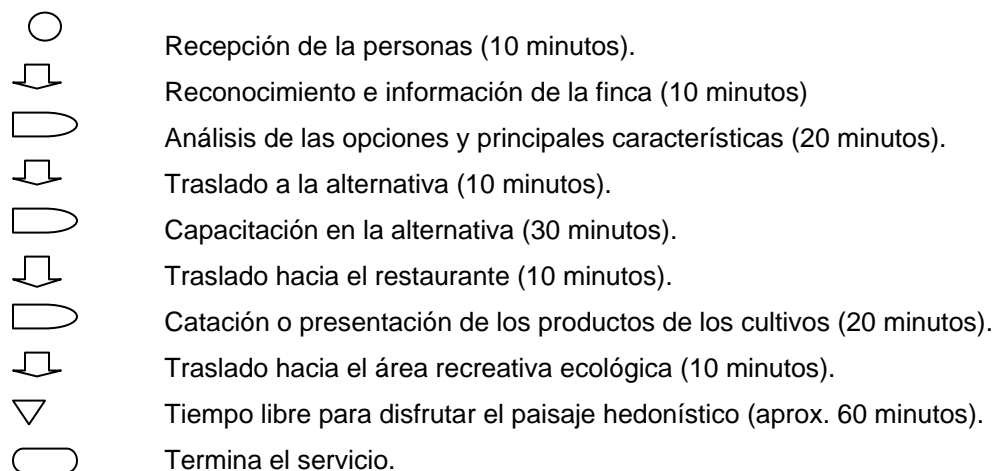 Recepción de la personas (10 minutos).
Reconocimiento e información de la finca (10 minutos)
Análisis de las opciones y principales características (20 minutos).
Traslado a la alternativa (10 minutos).
Capacitación en la alternativa (30 minutos).
Traslado hacia el restaurante (10 minutos).
Catación o presentación de los productos de los cultivos (20 minutos).
Traslado hacia el área recreativa ecológica (10 minutos).
Tiempo libre para disfrutar el paisaje hedonístico (aprox. 60 minutos).
Termina el servicio.